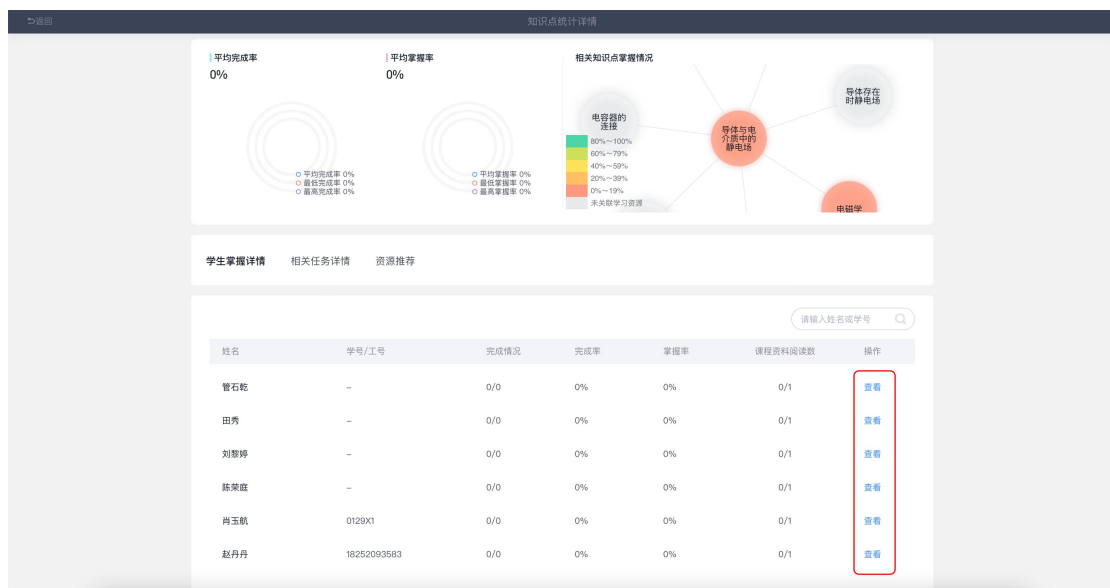 返回
知识点统计详情
平均完成率
0%
平均完成率 0%
最低完成率 0%
最高完成率 0%
平均掌握率
0%
平均掌握率 0%
最低掌握率 0%
最高掌握率 0%
相关知识点掌握情况
电容器的
连接
导体与电
介质中的
静电场
导体存在
时静电场
电磁学
80%~100%
60%~79%
40%~59%
20%~39%
0%~19%
未关联学习资源
学生掌握详情 相关任务详情 资源推荐
请输入姓名或学号
姓名 学号/工号 完成情况 完成率 掌握率 课程资料阅读数 操作
管石乾 – 0/0 0% 0% 0/1 查看
田秀 – 0/0 0% 0% 0/1 查看
刘黎婷 – 0/0 0% 0% 0/1 查看
陈荣庭 – 0/0 0% 0% 0/1 查看
肖玉航 0129X1 0/0 0% 0% 0/1 查看
赵丹丹 18252093583 0/0 0% 0% 0/1 查看